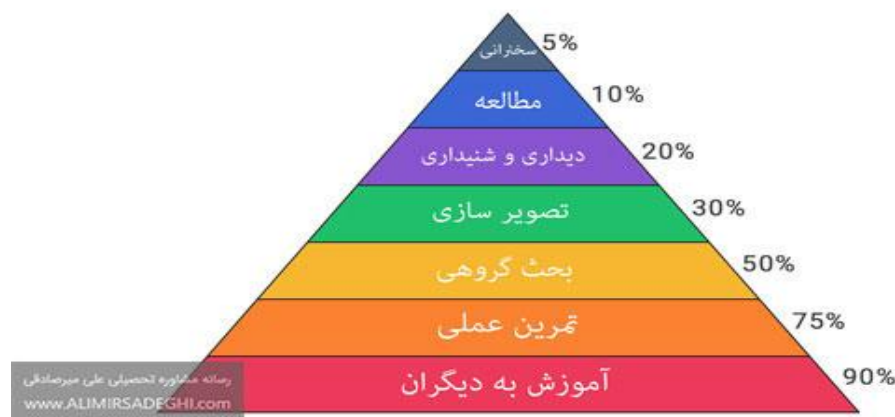 سخنرانی 5%
مطالعه 10%
دیداری و شنیداری 20%
تصویر سازی 30%
بحث گروهی 50%
تمرین عملی 75%
آموزش به دیگران 90%
رسانه مشاوره تحصیلی علی میرصادقی
www.ALIMIRSADEGHI.com